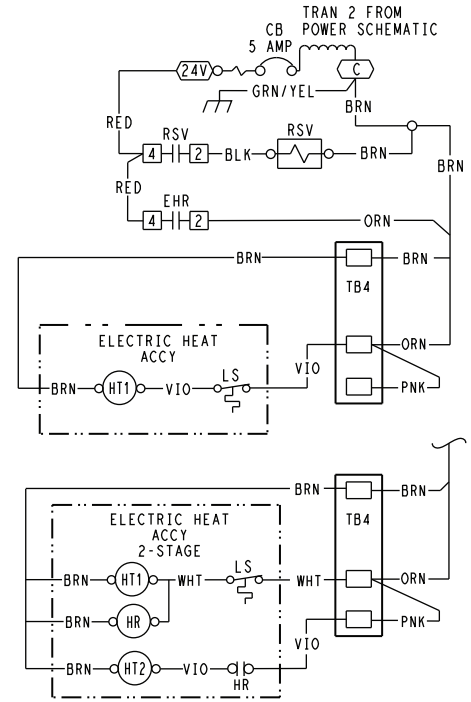 TRAN 2 FROM
POWER SCHEMATIC
CB
5 AMP
24V
C
GRN/YEL
BRN
RED
RSV
RSV
4
2
BLK
BRN
BRN
RED
EHR
4
2
ORN
BRN
BRN
TB4
ELECTRIC HEAT
ACCY
ORN
VIO
LS
BRN
HT1
VIO
PNK
BRN
BRN
ELECTRIC HEAT
ACCY
2-STAGE
TB4
LS
BRN
HT1
WHT
WHT
ORN
BRN
HR
PNK
VIO
BRN
HT2
VIO
HR